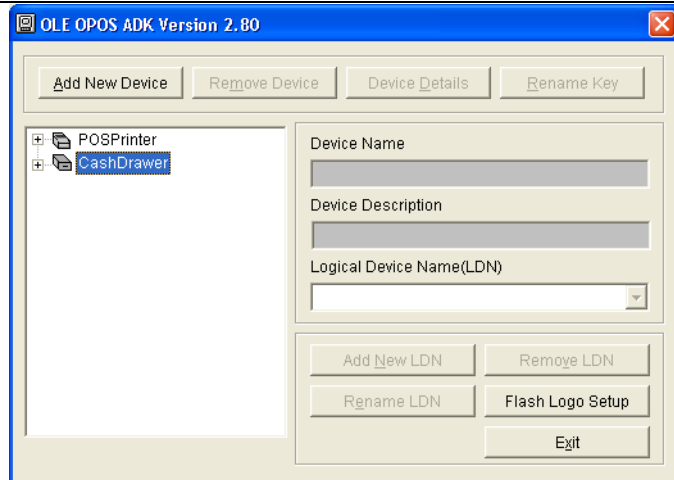 OLE OPOS ADK Version 2.80
Add New Device Remove Device Device Details Rename Key
POSPrinter
CashDrawer
Device Name
Device Description
Logical Device Name(LDN)
Add New LDN Remove LDN
Rename LDN Flash Logo Setup
Exit